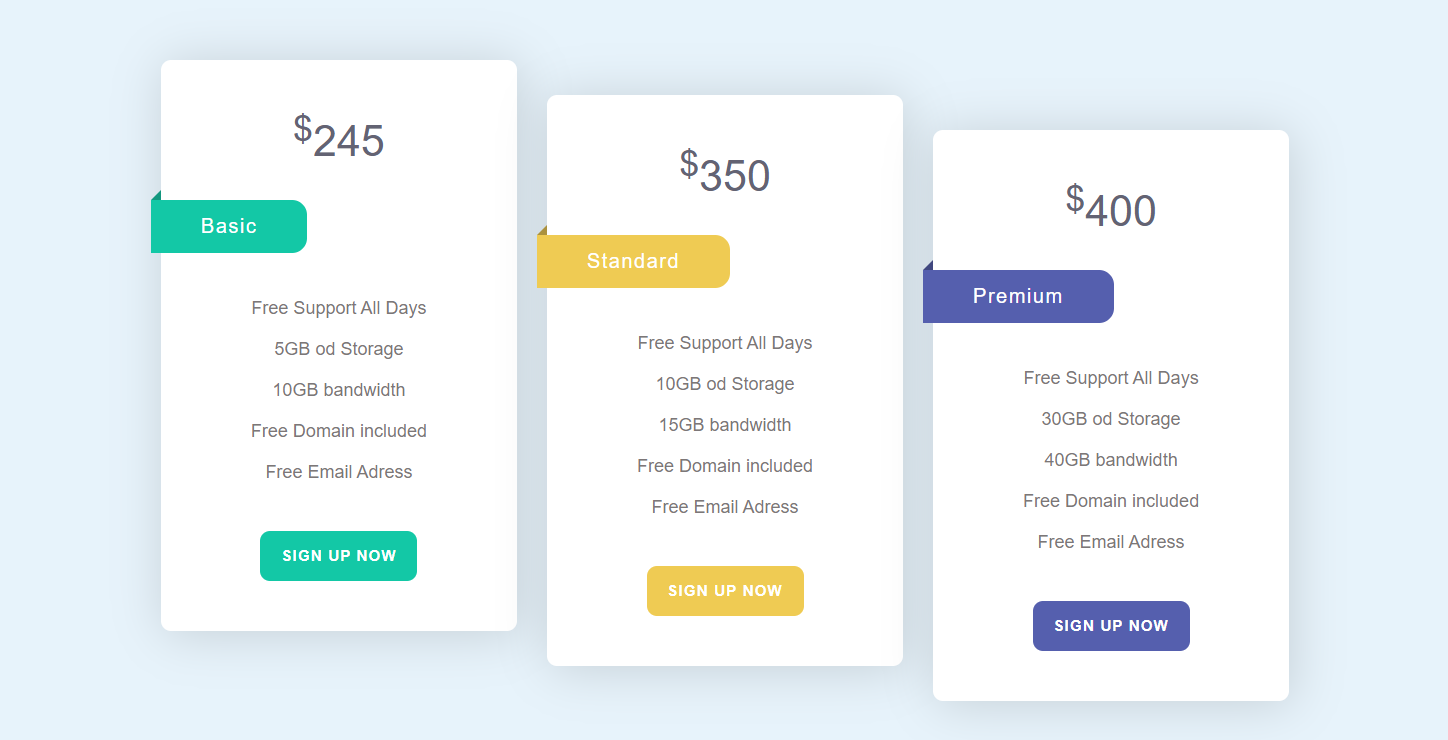 $245
Basic
Free Support All Days
5GB od Storage
10GB bandwidth
Free Domain included
Free Email Adress
SIGN UP NOW
$350
Standard
Free Support All Days
10GB od Storage
15GB bandwidth
Free Domain included
Free Email Adress
SIGN UP NOW
$400
Premium
Free Support All Days
30GB od Storage
40GB bandwidth
Free Domain included
Free Email Adress
SIGN UP NOW